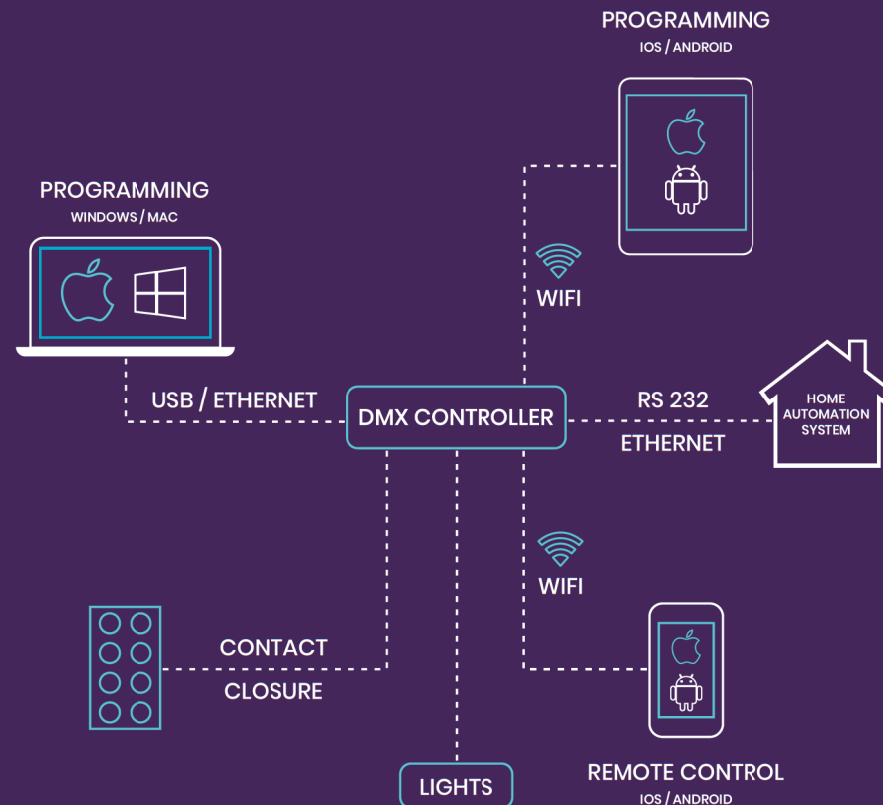 PROGRAMMING
IOS / ANDROID
PROGRAMMING
WINDOWS / MAC
WIFI
USB / ETHERNET
DMX CONTROLLER
RS 232
ETHERNET
HOME
AUTOMATION
SYSTEM
WIFI
CONTACT
CLOSURE
LIGHTS
REMOTE CONTROL
IOS / ANDROID